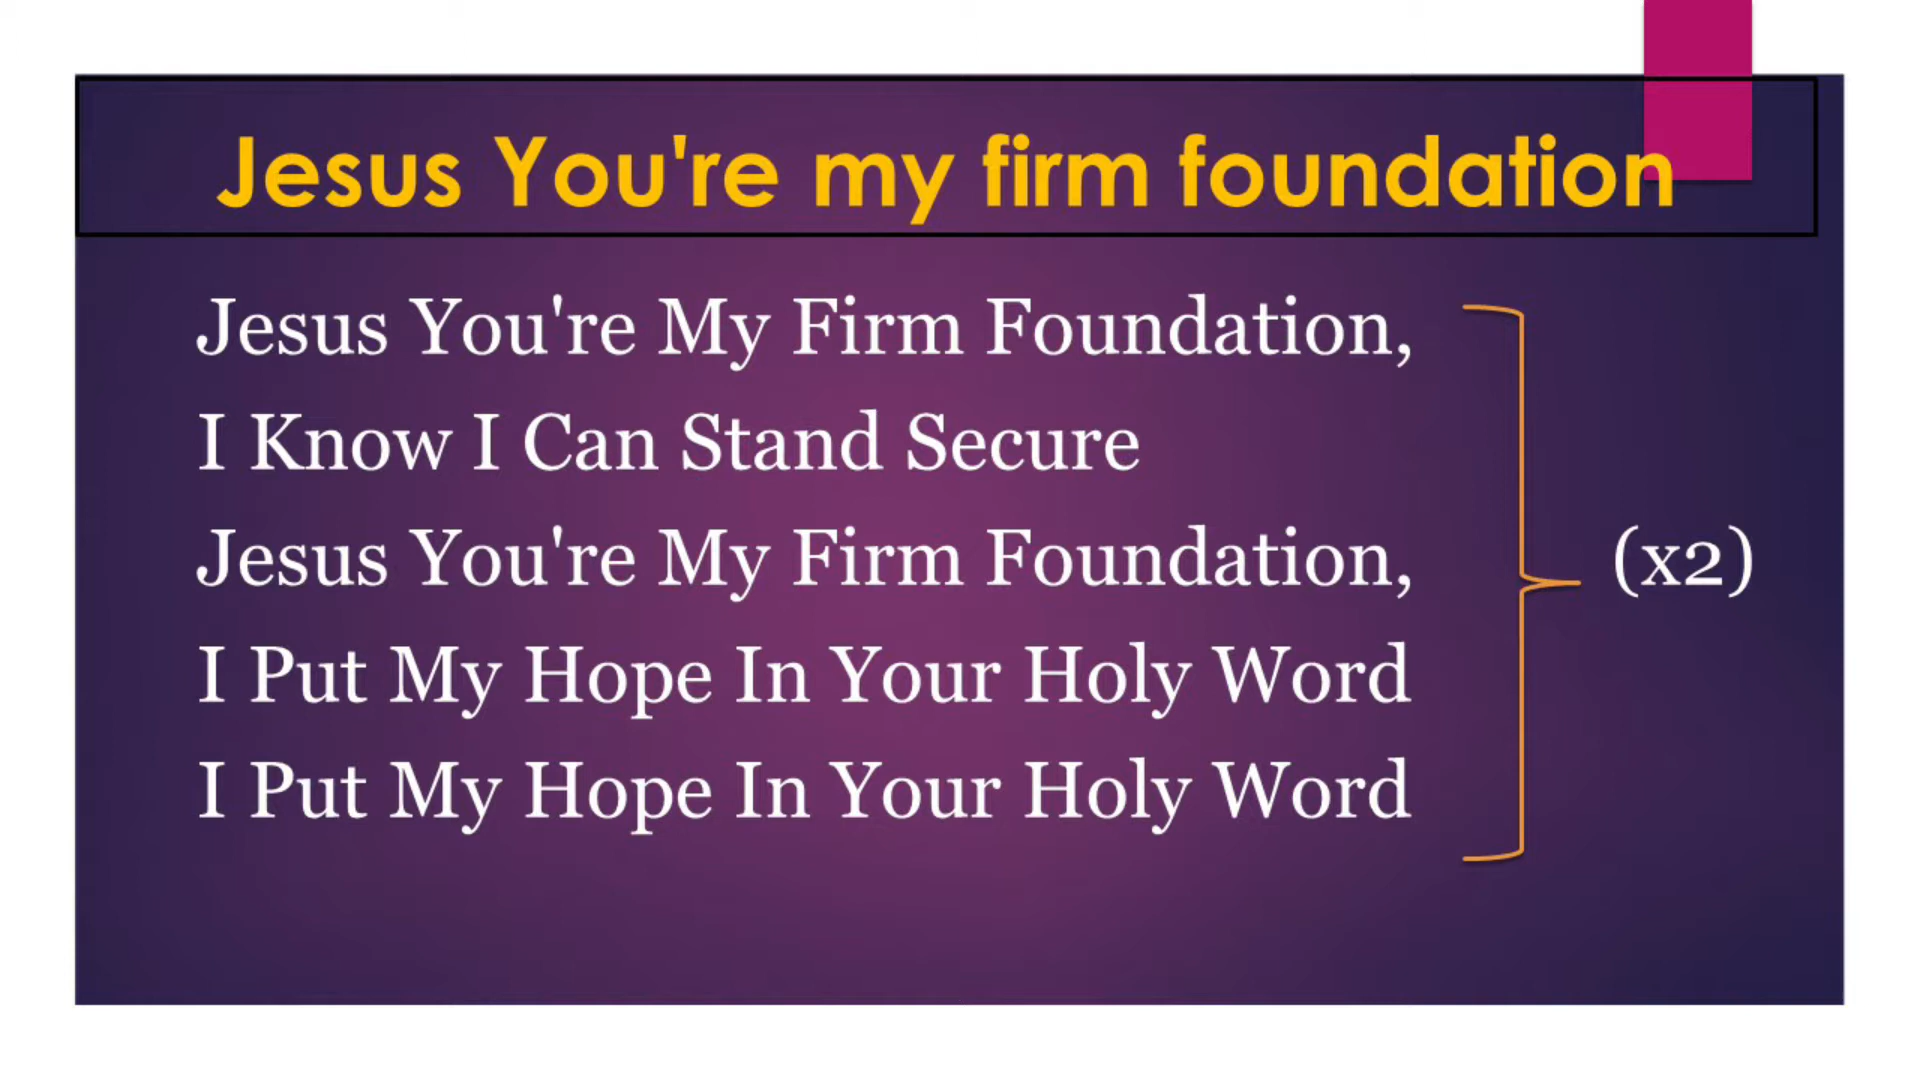 Jesus You're my firm foundation
Jesus You're My Firm Foundation,
I Know I Can Stand Secure
Jesus You're My Firm Foundation,
(x2)
I Put My Hope In Your Holy Word
I Put My Hope In Your Holy Word